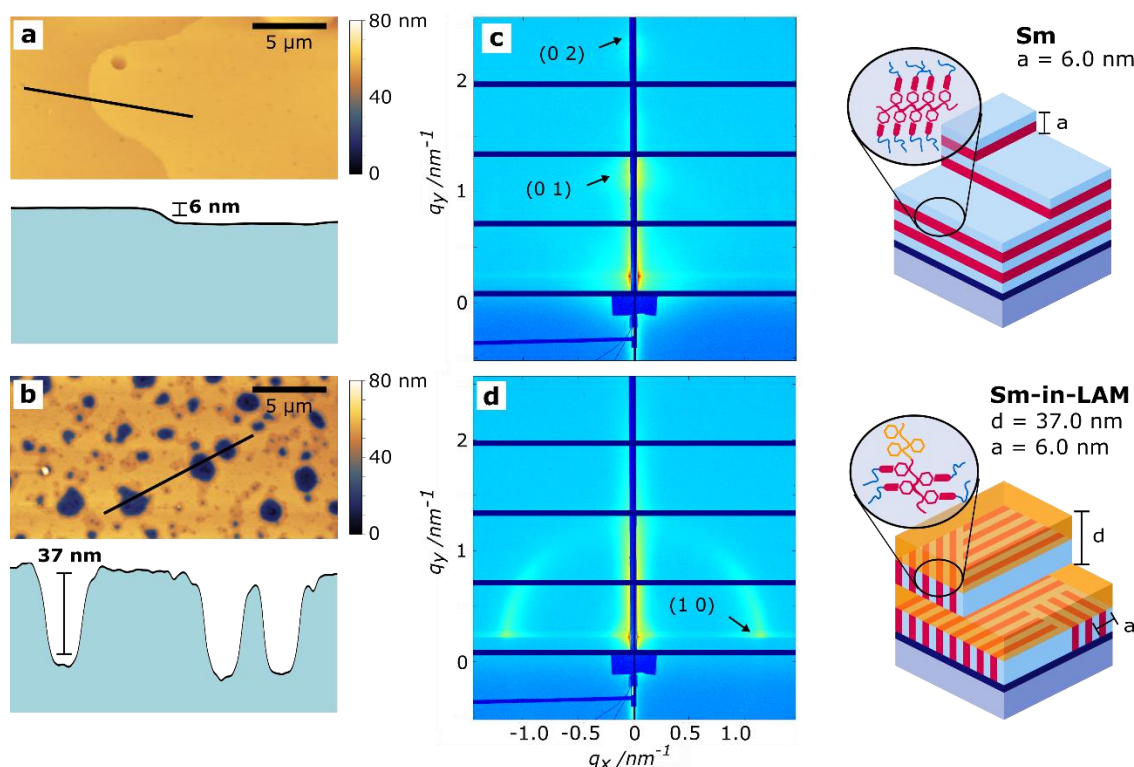 a
5 µm
80 nm
40
0
6 nm
b
5 µm
80 nm
40
0
37 nm
c
(0 2)
(0 1)
2
1
0
q_y /nm⁻¹
d
(1 0)
2
1
0
q_y /nm⁻¹
-1.0 -0.5 0 0.5 1.0
q_x /nm⁻¹
Sm
a = 6.0 nm
a
Sm-in-LAM
d = 37.0 nm
a = 6.0 nm
d
a